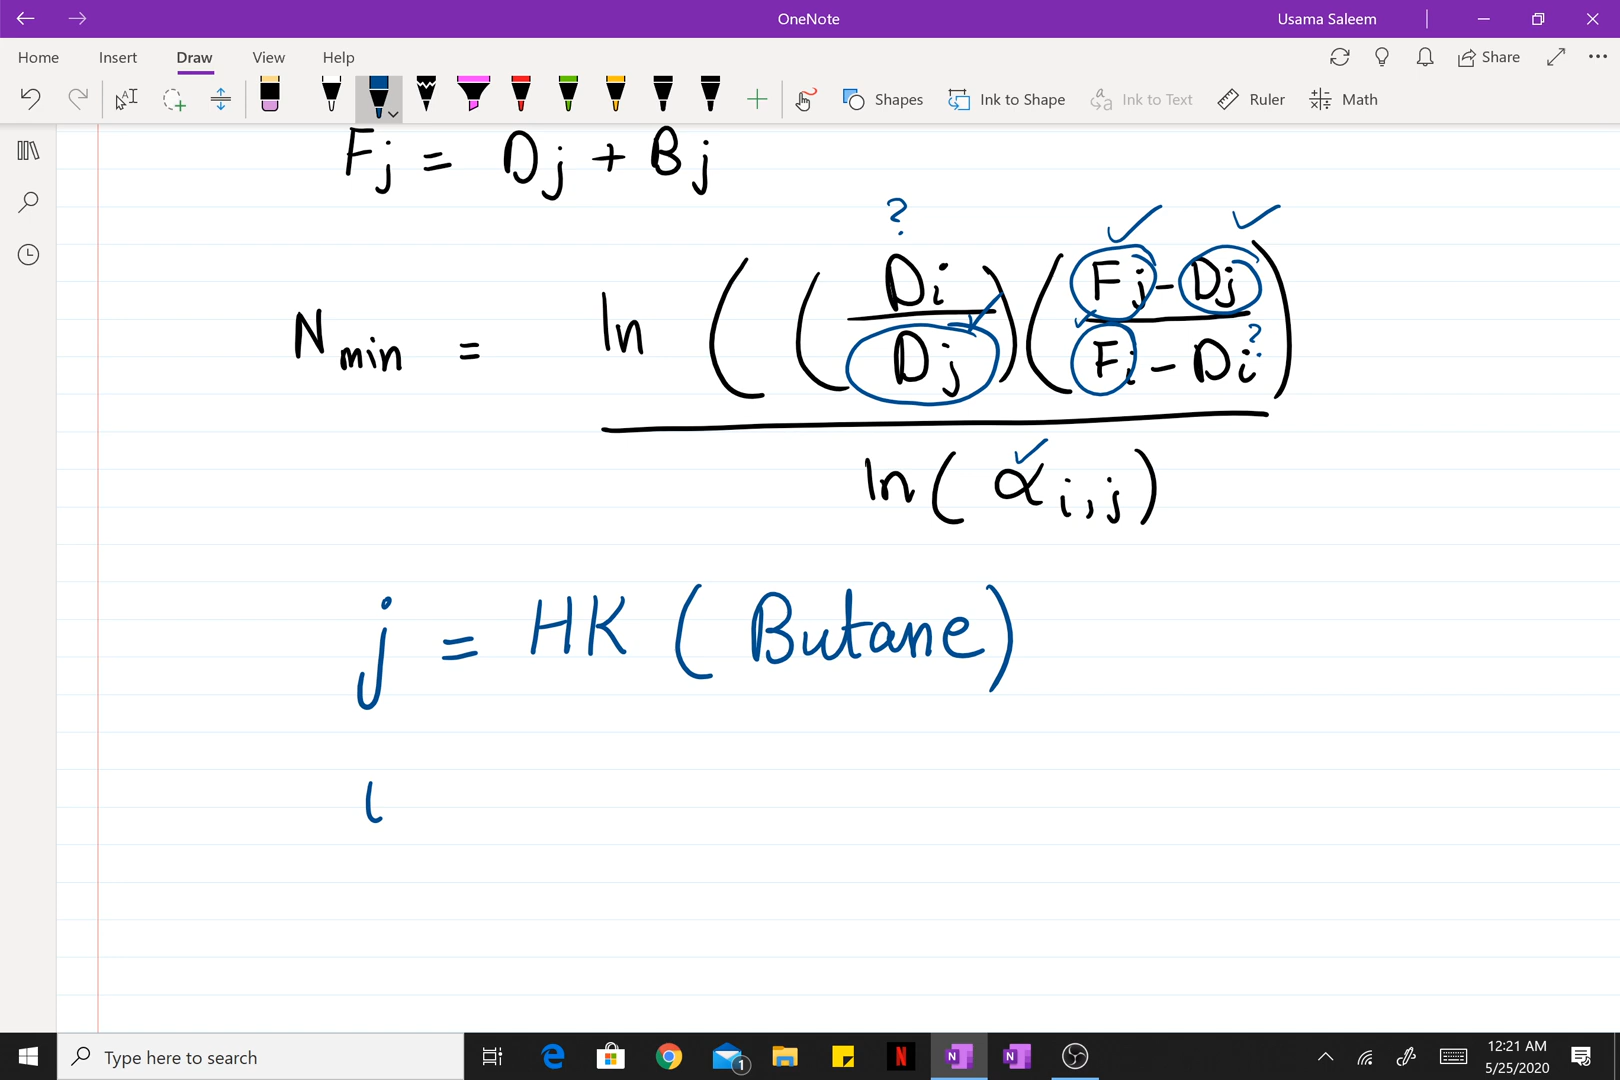 OneNote
Usama Saleem
Home Insert Draw View Help
Share
Shapes Ink to Shape Ink to Text Ruler Math
Fj = Dj + Bj
?
Nmin = ln ( ( Di / Dj ) ( Fj - Dj / Fi - Di ? ) )
ln ( α i,j )
j = HK ( Butane )
Type here to search
1
12:21 AM
5/25/2020